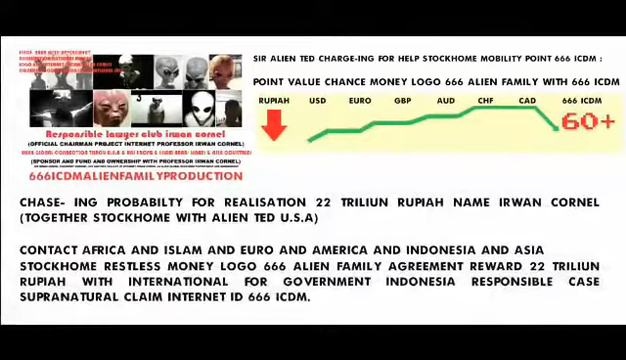 SIR ALIEN TED CHARGE-ING FOR HELP STOCKHOME MOBILITY POINT 666 ICDM :
POINT VALUE CHANCE MONEY LOGO 666 ALIEN FAMILY WITH 666 ICDM
RUPIAH USD EURO GBP AUD CHF CAD 666 ICDM
60+
Responsible lawyer club irwan cornel
(OFFICIAL CHAIRMAN PROJECT INTERNET PROFESSOR IRWAN CORNEL)
(SPONSOR AND FUND AND OWNERSHIP WITH PROFESSOR IRWAN CORNEL)
666ICDMALIENFAMILYPRODUCTION
CHASE- ING PROBABILTY FOR REALISATION 22 TRILIUN RUPIAH NAME IRWAN CORNEL
(TOGETHER STOCKHOME WITH ALIEN TED U.S.A)
CONTACT AFRICA AND ISLAM AND EURO AND AMERICA AND INDONESIA AND ASIA
STOCKHOME RESTLESS MONEY LOGO 666 ALIEN FAMILY AGREEMENT REWARD 22 TRILIUN
RUPIAH WITH INTERNATIONAL FOR GOVERNMENT INDONESIA RESPONSIBLE CASE
SUPRANATURAL CLAIM INTERNET ID 666 ICDM.